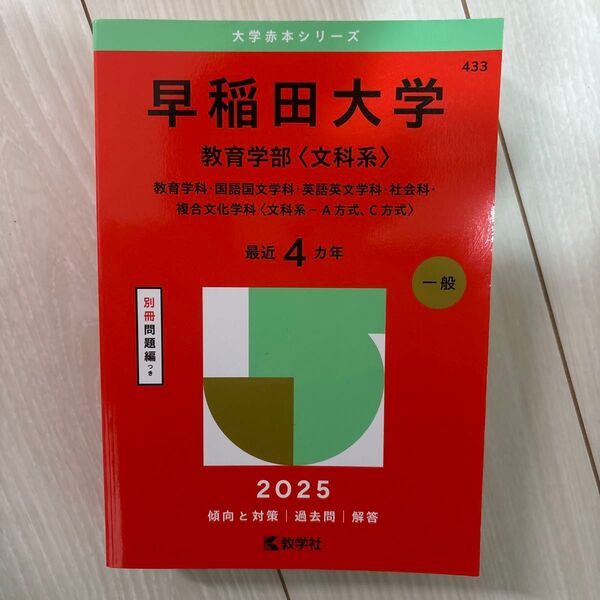 大学赤本シリーズ
433
早稲田大学
教育学部〈文科系〉
教育学科・国語国文学科・英語英文学科・社会科・
複合文化学科〈文科系－A方式、C方式〉
最近4カ年
一般
別冊問題編つき
2025
傾向と対策｜過去問｜解答
教学社